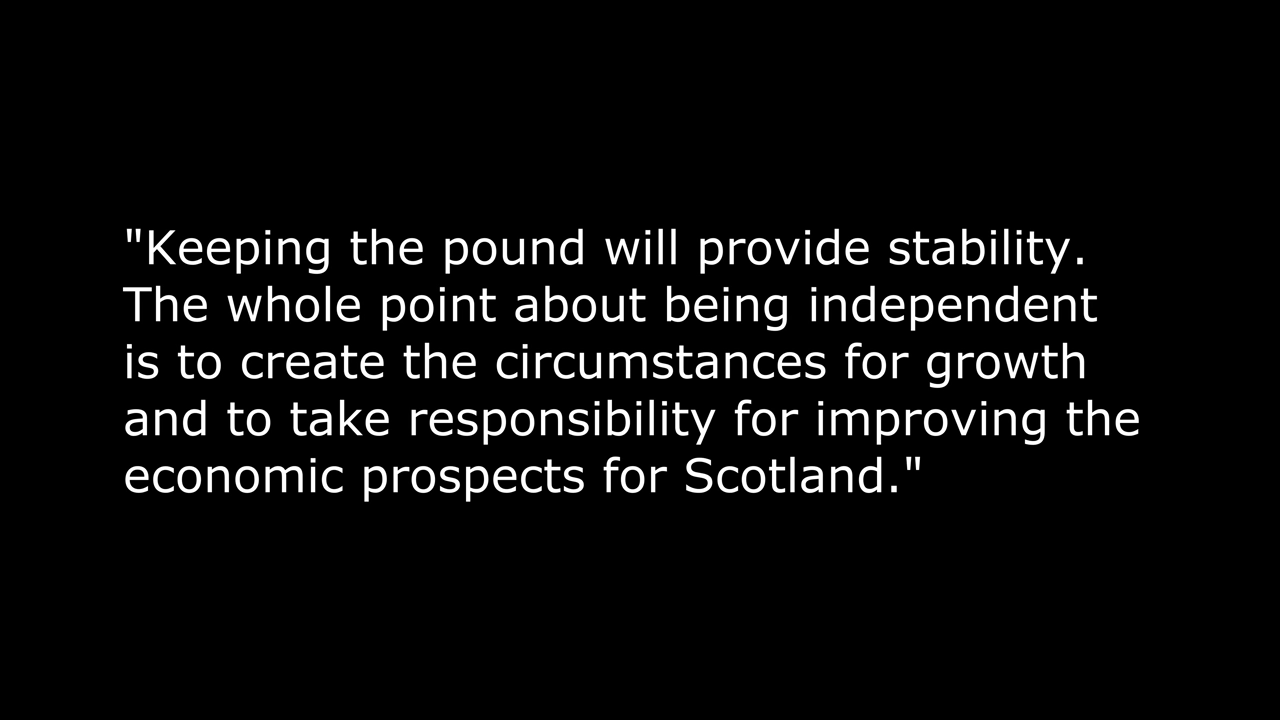 "Keeping the pound will provide stability.
The whole point about being independent
is to create the circumstances for growth
and to take responsibility for improving the
economic prospects for Scotland."